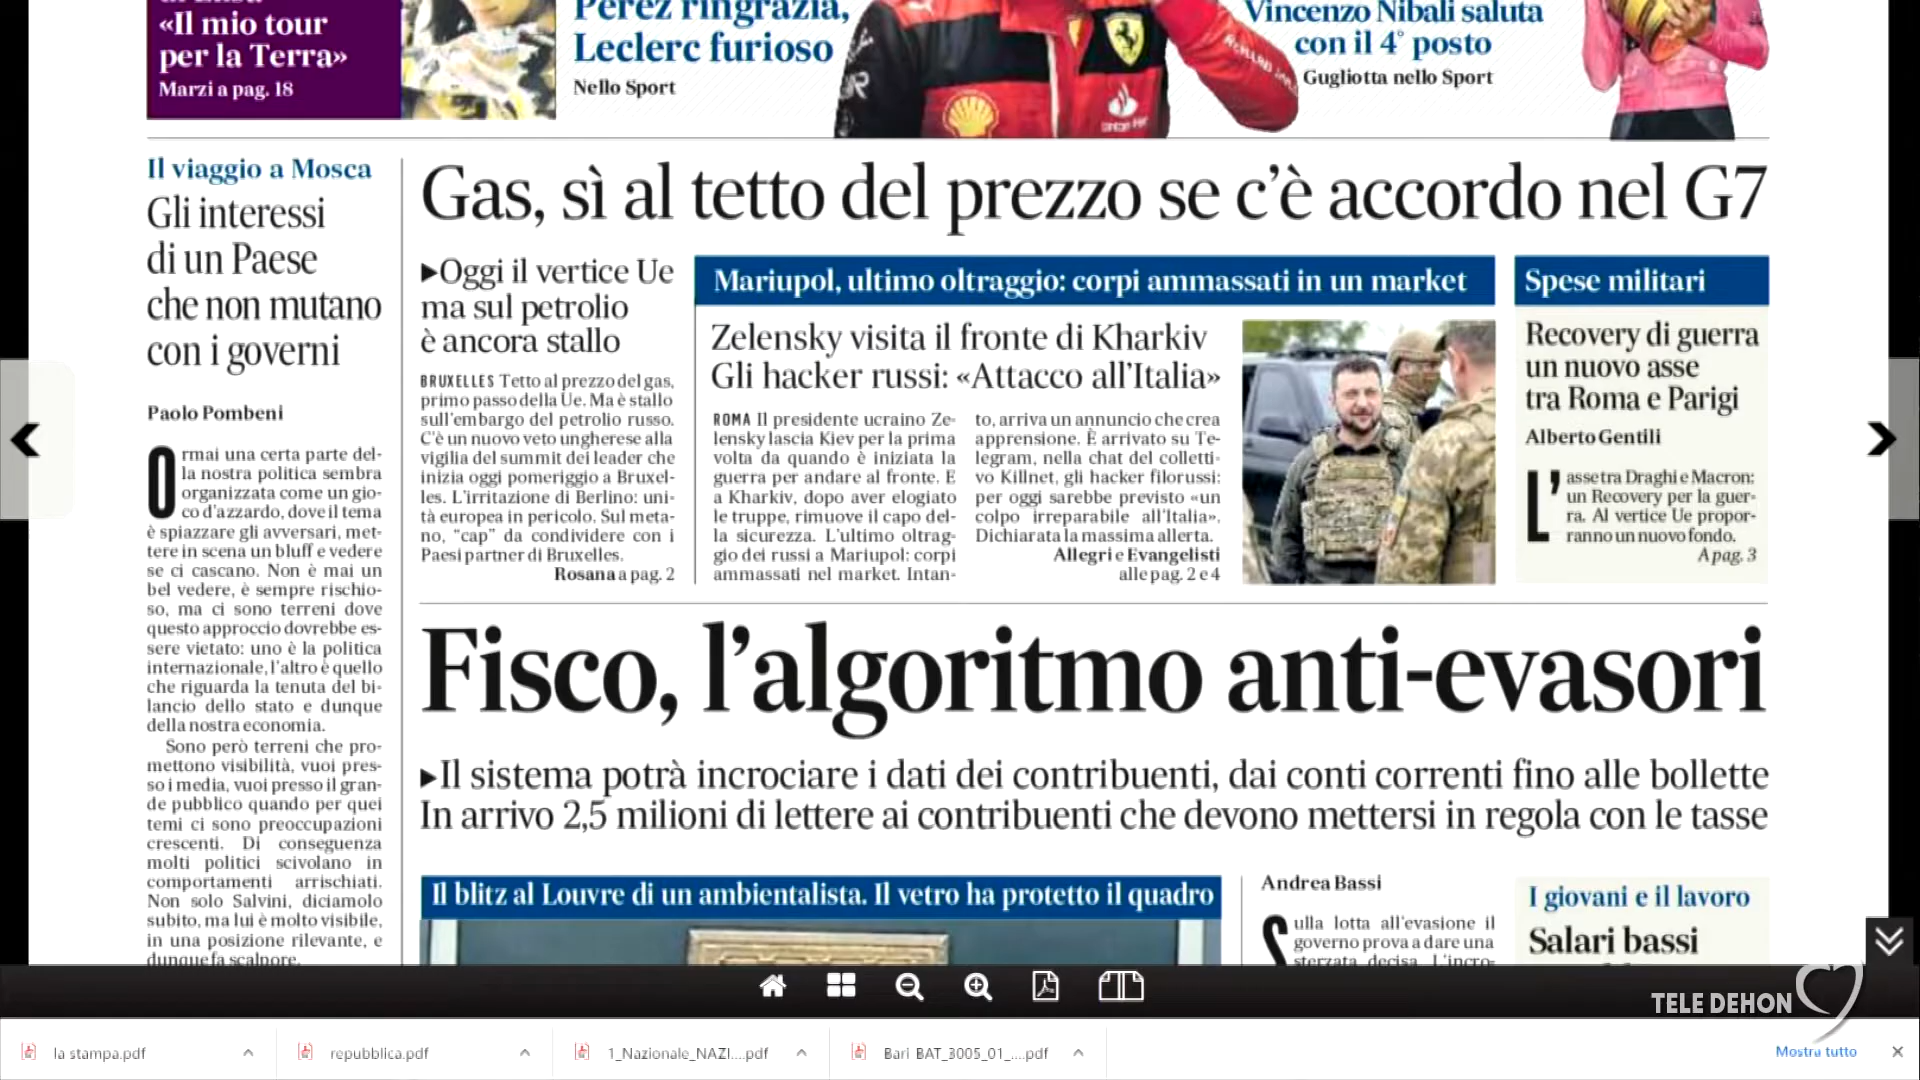 «Il mio tour
per la Terra»
Marzi a pag. 18
Perez ringrazia,
Leclerc furioso
Nello Sport
Vincenzo Nibali saluta
con il 4° posto
Gugliotta nello Sport
Il viaggio a Mosca
Gli interessi
di un Paese
che non mutano
con i governi
Paolo Pombeni
Ormai una certa parte del-
la nostra politica sembra
organizzata come un gio-
co d'azzardo, dove il tema
è spiazzare gli avversari, met-
tere in scena un bluff e vedere
se ci cascano. Non è mai un
bel vedere, è sempre rischio-
so, ma ci sono terreni dove
questo approccio dovrebbe es-
sere vietato: uno è la politica
internazionale, l'altro è quello
che riguarda la tenuta del bi-
lancio dello stato e dunque
della nostra economia.
Sono però terreni che pro-
mettono visibilità, vuoi pres-
so i media, vuoi presso il gran-
de pubblico quando per quei
temi ci sono preoccupazioni
crescenti. Di conseguenza
molti politici scivolano in
comportamenti arrischiati.
Non solo Salvini, diciamolo
subito, ma lui è molto visibile,
in una posizione rilevante, e
dunque fa scalpore.
Gas, sì al tetto del prezzo se c'è accordo nel G7
▶Oggi il vertice Ue
ma sul petrolio
è ancora stallo
BRUXELLES Tetto al prezzo del gas,
primo passo della Ue. Ma è stallo
sull'embargo del petrolio russo.
C'è un nuovo veto ungherese alla
vigilia del summit dei leader che
inizia oggi pomeriggio a Bruxel-
les. L'irritazione di Berlino: uni-
tà europea in pericolo. Sul meta-
no, "cap" da condividere con i
Paesi partner di Bruxelles.
Rosana a pag. 2
Mariupol, ultimo oltraggio: corpi ammassati in un market
Zelensky visita il fronte di Kharkiv
Gli hacker russi: «Attacco all'Italia»
ROMA Il presidente ucraino Ze-
lensky lascia Kiev per la prima
volta da quando è iniziata la
guerra per andare al fronte. E
a Kharkiv, dopo aver elogiato
le truppe, rimuove il capo del-
la sicurezza. L'ultimo oltrag-
gio dei russi a Mariupol: corpi
ammassati nel market. Intan-
to, arriva un annuncio che crea
apprensione. È arrivato su Te-
legram, nella chat del colletti-
vo Killnet, gli hacker filorussi:
per oggi sarebbe previsto «un
colpo irreparabile all'Italia».
Dichiarata la massima allerta.
Allegri e Evangelisti
alle pag. 2 e 4
Spese militari
Recovery di guerra
un nuovo asse
tra Roma e Parigi
Alberto Gentili
L'asse tra Draghi e Macron:
un Recovery per la guer-
ra. Al vertice Ue propor-
ranno un nuovo fondo.
A pag. 3
Fisco, l'algoritmo anti-evasori
▶Il sistema potrà incrociare i dati dei contribuenti, dai conti correnti fino alle bollette
In arrivo 2,5 milioni di lettere ai contribuenti che devono mettersi in regola con le tasse
Il blitz al Louvre di un ambientalista. Il vetro ha protetto il quadro
Andrea Bassi
Sulla lotta all'evasione il
governo prova a dare una
sterzata decisa. L'incro-
I giovani e il lavoro
Salari bassi
TELE DEHON
la stampa.pdf
repubblica.pdf
1_Nazionale_NAZI....pdf
Bari BAT_3005_01_....pdf
Mostra tutto